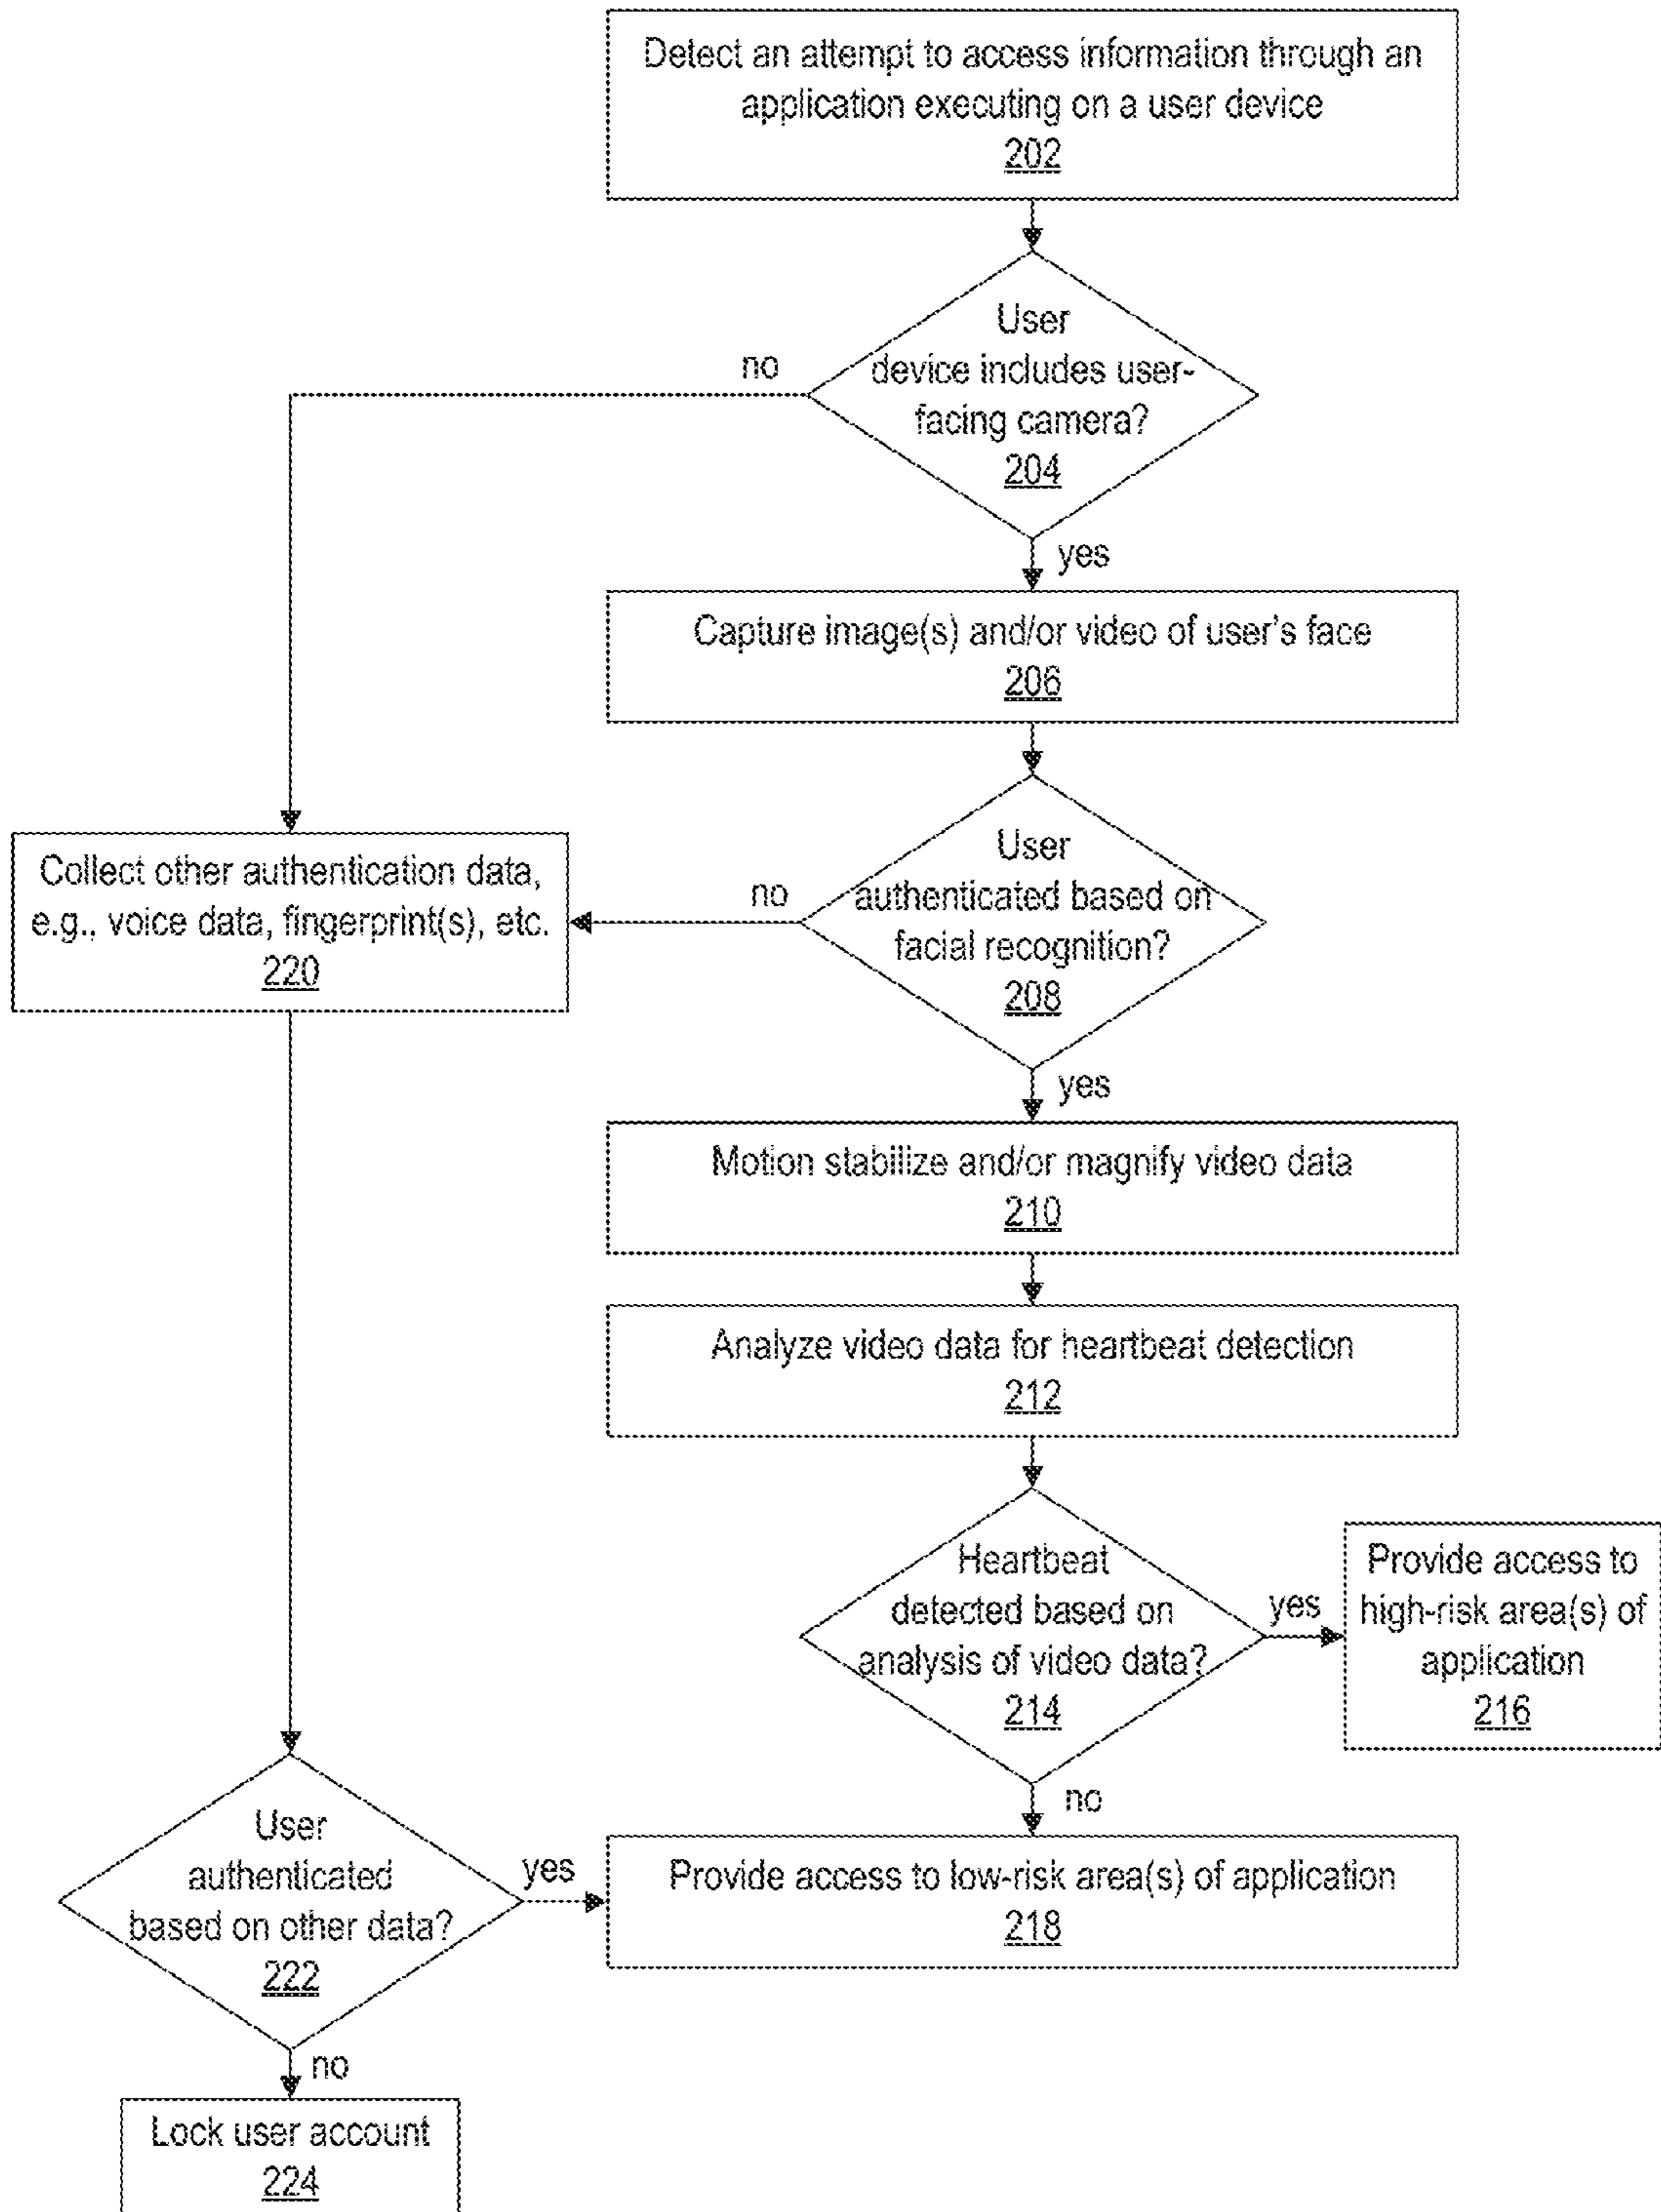 Detect an attempt to access information through an
application executing on a user device
202
User
device includes user-
facing camera?
204
no
yes
Capture image(s) and/or video of user's face
206
User
authenticated based on
facial recognition?
208
no
yes
Collect other authentication data,
e.g., voice data, fingerprint(s), etc.
220
Motion stabilize and/or magnify video data
210
Analyze video data for heartbeat detection
212
Heartbeat
detected based on
analysis of video data?
214
yes
no
Provide access to
high-risk area(s) of
application
216
User
authenticated
based on other data?
222
yes
no
Provide access to low-risk area(s) of application
218
Lock user account
224